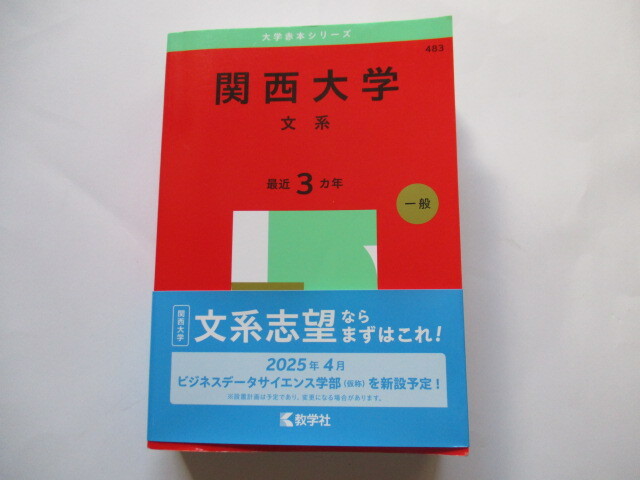 大学赤本シリーズ
483
関西大学
文系
最近3カ年
一般
関西大学
文系志望なら
まずはこれ!
2025年4月
ビジネスデータサイエンス学部(仮称)を新設予定!
※設置計画は予定であり、変更になる場合があります。
教学社